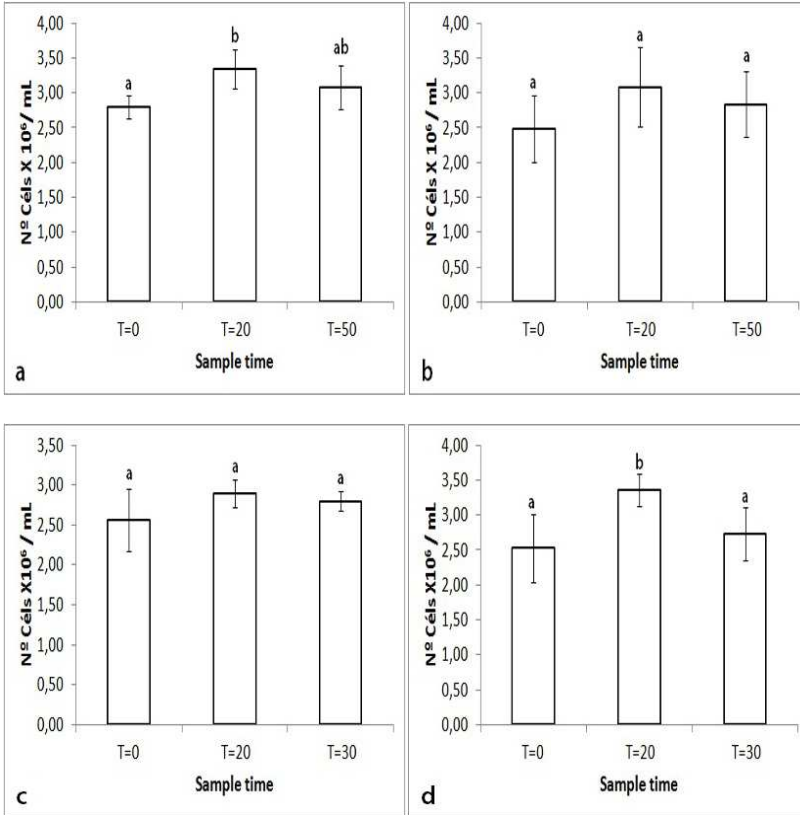 4,00
3,50
3,00
2,50
2,00
1,50
1,00
0,50
0,00
Nº Céls X 10⁶ / mL
a
b
ab
T=0
T=20
T=50
Sample time
a
4,00
3,50
3,00
2,50
2,00
1,50
1,00
0,50
0,00
Nº Céls X 10⁶ / mL
a
a
a
T=0
T=20
T=50
Sample time
b
3,50
3,00
2,50
2,00
1,50
1,00
0,50
0,00
Nº Céls X10⁶ / mL
a
a
a
T=0
T=20
T=30
Sample time
c
4,00
3,50
3,00
2,50
2,00
1,50
1,00
0,50
0,00
Nº Céls X10⁶ / mL
a
b
a
T=0
T=20
T=30
Sample time
d